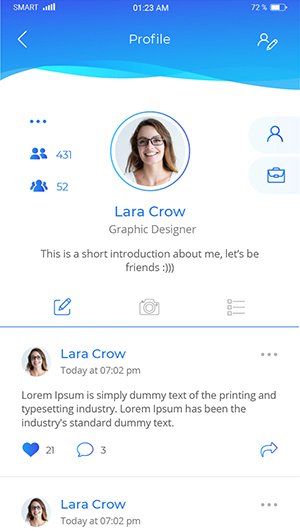 SMART 01:23 AM 72 %
Profile
431
52
Lara Crow
Graphic Designer
This is a short introduction about me, let's be
friends :)))
Lara Crow
Today at 07:02 pm
Lorem Ipsum is simply dummy text of the printing and
typesetting industry. Lorem Ipsum has been the
industry's standard dummy text.
21 3
Lara Crow
Today at 07:02 pm